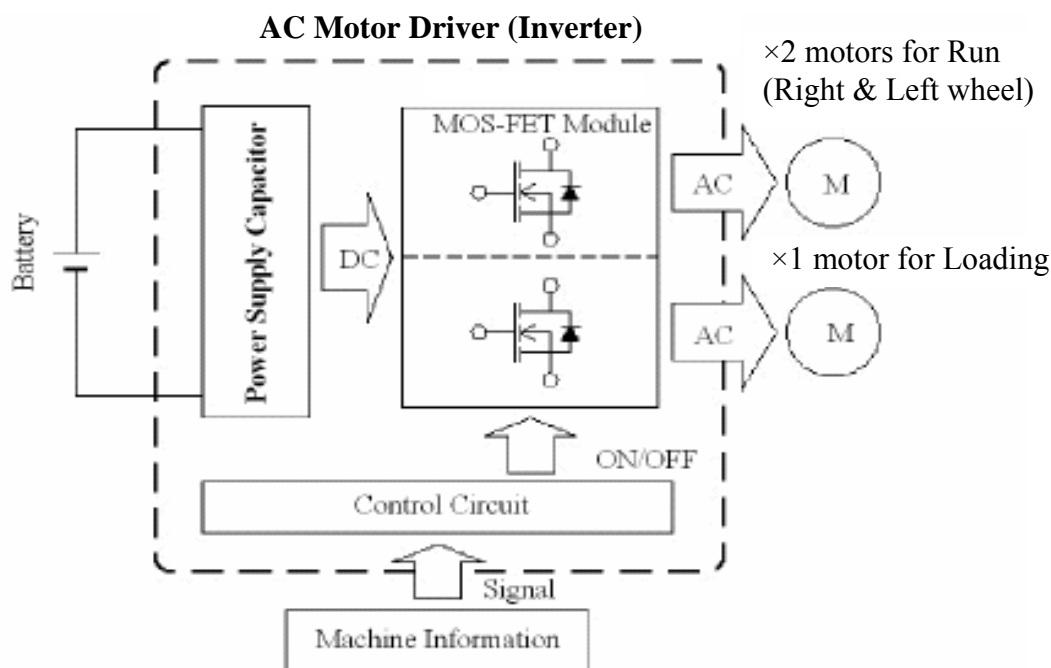 AC Motor Driver (Inverter)
×2 motors for Run
(Right & Left wheel)
Battery
Power Supply Capacitor
DC
MOS-FET Module
AC
M
×1 motor for Loading
AC
M
ON/OFF
Control Circuit
Signal
Machine Information